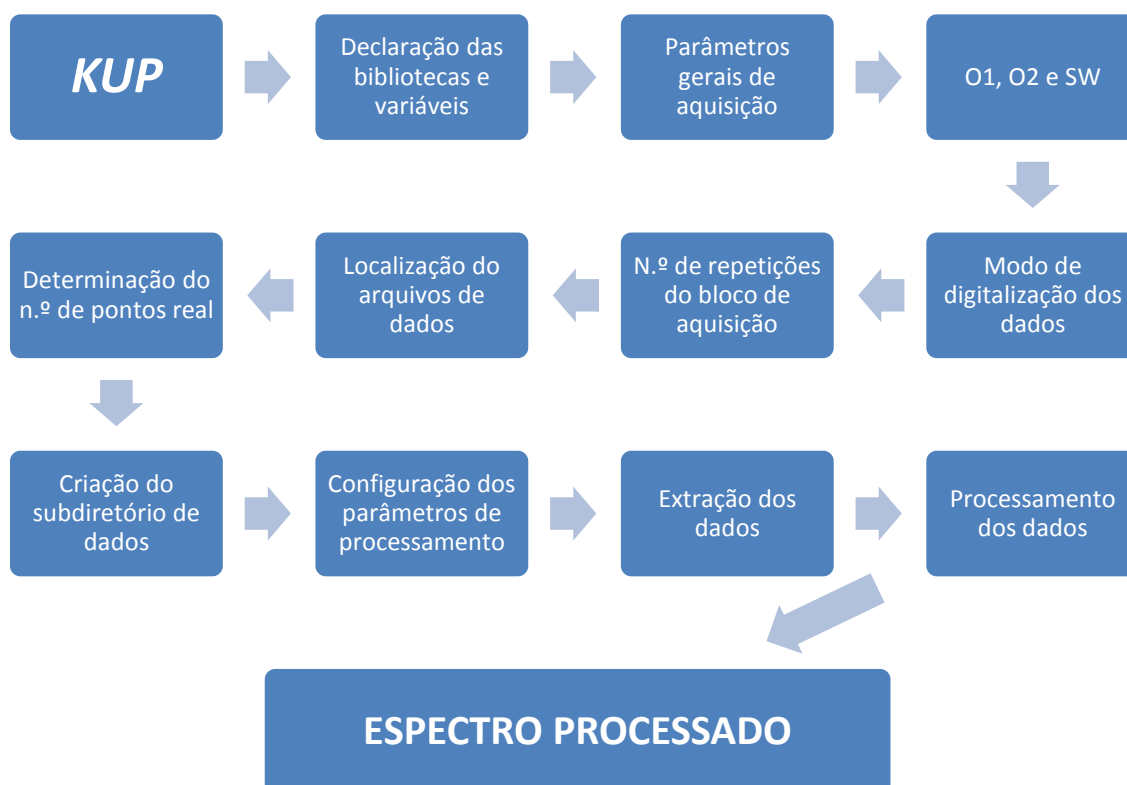 KUP
Declaração das
bibliotecas e
variáveis
Parâmetros
gerais de
aquisição
O1, O2 e SW
Modo de
digitalização dos
dados
N.º de repetições
do bloco de
aquisição
Localização do
arquivos de
dados
Determinação do
n.º de pontos real
Criação do
subdiretório de
dados
Configuração dos
parâmetros de
processamento
Extração dos
dados
Processamento
dos dados
ESPECTRO PROCESSADO